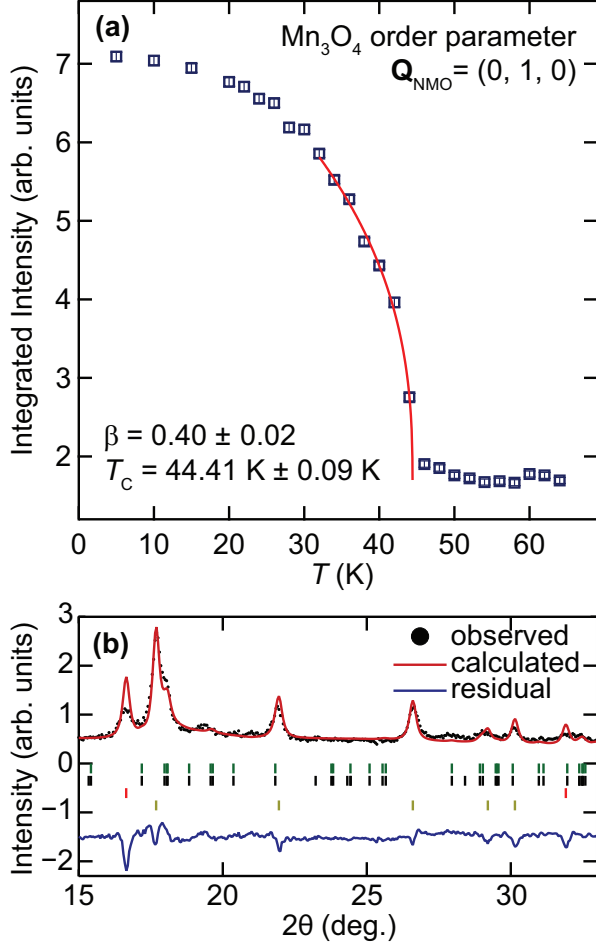 (a)
Mn₃O₄ order parameter
Q_NMO = (0, 1, 0)
Integrated Intensity (arb. units)
7
6
5
4
3
2
β = 0.40 ± 0.02
T_C = 44.41 K ± 0.09 K
0 10 20 30 40 50 60
T (K)
(b)
observed
calculated
residual
Intensity (arb. units)
3
2
1
0
−1
−2
15 20 25 30
2θ (deg.)